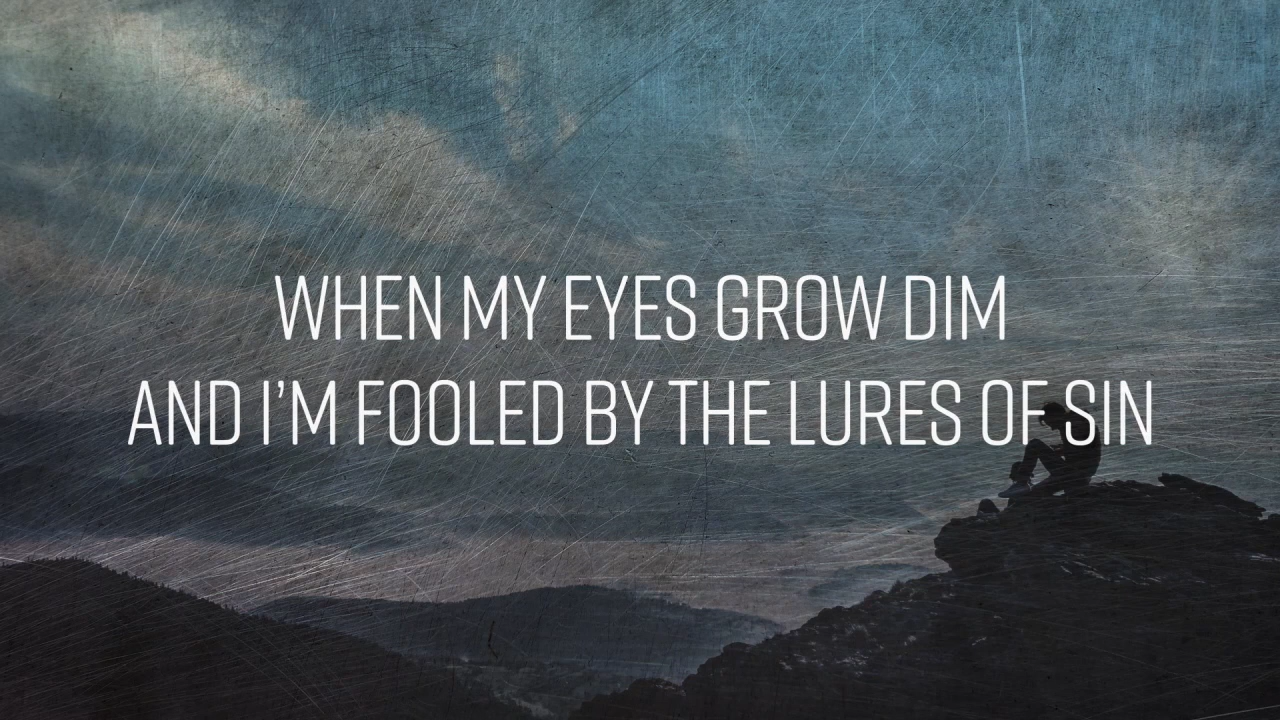 WHEN MY EYES GROW DIM
AND I'M FOOLED BY THE LURES OF SIN